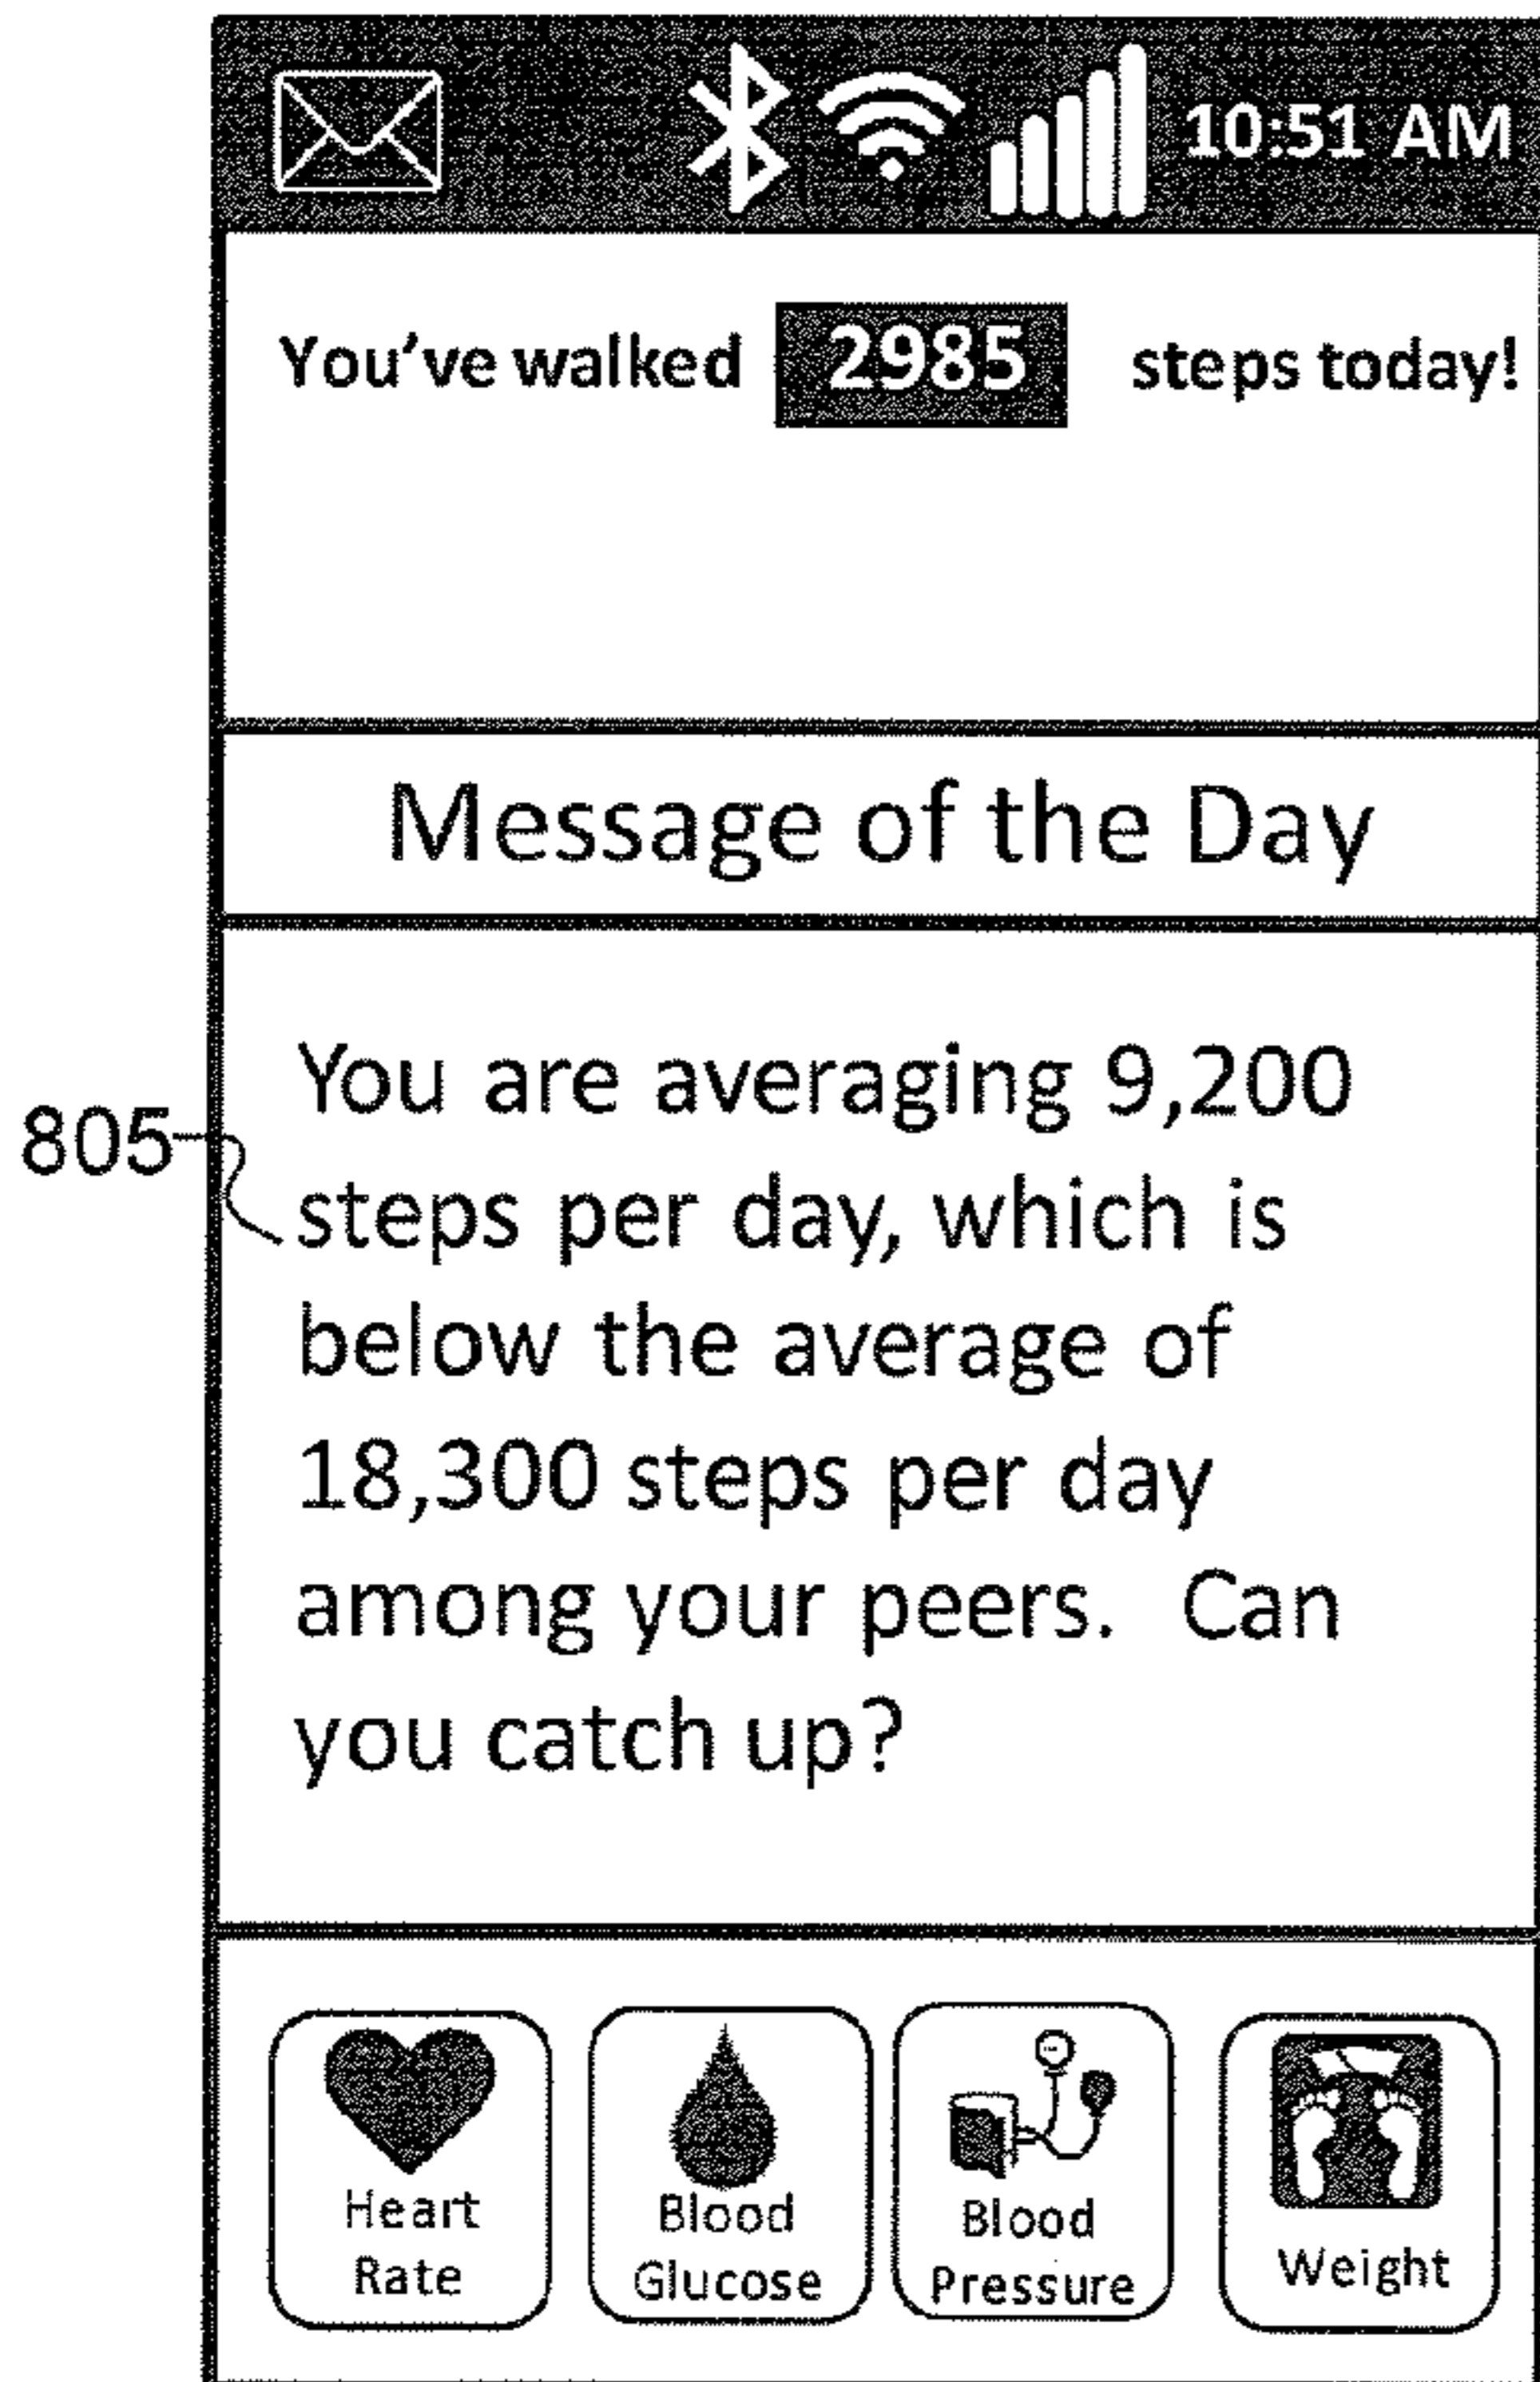 10:51 AM
You've walked 2985 steps today!
Message of the Day
You are averaging 9,200
805
steps per day, which is
below the average of
18,300 steps per day
among your peers. Can
you catch up?
Heart
Rate
Blood
Glucose
Blood
Pressure
Weight